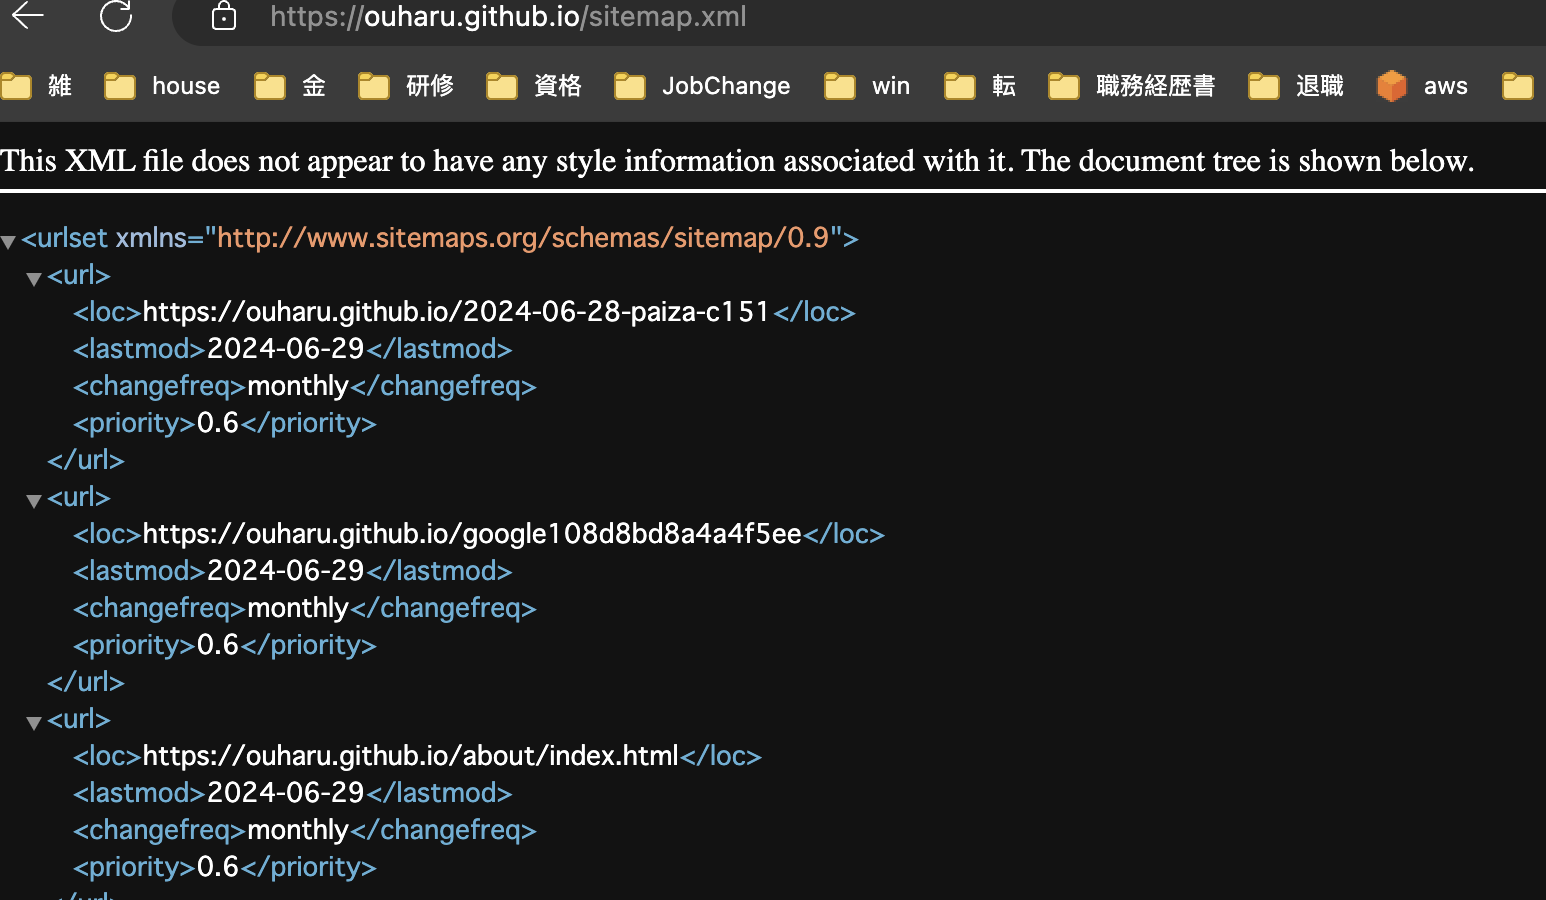 https://ouharu.github.io/sitemap.xml
雑 house 金 研修 資格 JobChange win 転 職務経歴書 退職 aws
This XML file does not appear to have any style information associated with it. The document tree is shown below.
<urlset xmlns="http://www.sitemaps.org/schemas/sitemap/0.9">
<url>
<loc>https://ouharu.github.io/2024-06-28-paiza-c151</loc>
<lastmod>2024-06-29</lastmod>
<changefreq>monthly</changefreq>
<priority>0.6</priority>
</url>
<url>
<loc>https://ouharu.github.io/google108d8bd8a4a4f5ee</loc>
<lastmod>2024-06-29</lastmod>
<changefreq>monthly</changefreq>
<priority>0.6</priority>
</url>
<url>
<loc>https://ouharu.github.io/about/index.html</loc>
<lastmod>2024-06-29</lastmod>
<changefreq>monthly</changefreq>
<priority>0.6</priority>